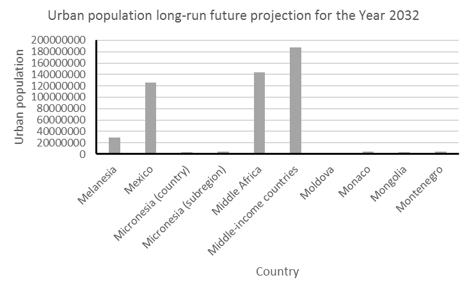 Urban population long-run future projection for the Year 2032
Urban population
200000000
180000000
160000000
140000000
120000000
100000000
80000000
60000000
40000000
20000000
0
Melanesia
Mexico
Micronesia (country)
Micronesia (subregion)
Middle Africa
Middle-income countries
Moldova
Monaco
Mongolia
Montenegro
Country